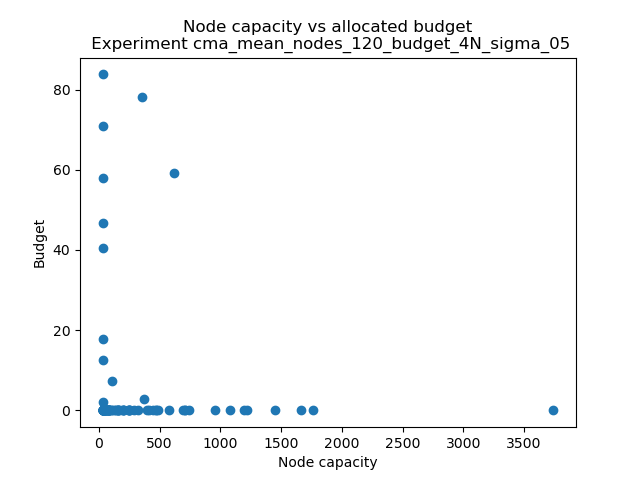 Node capacity vs allocated budget
Experiment cma_mean_nodes_120_budget_4N_sigma_05
80
60
40
20
0
Budget
0 500 1000 1500 2000 2500 3000 3500
Node capacity